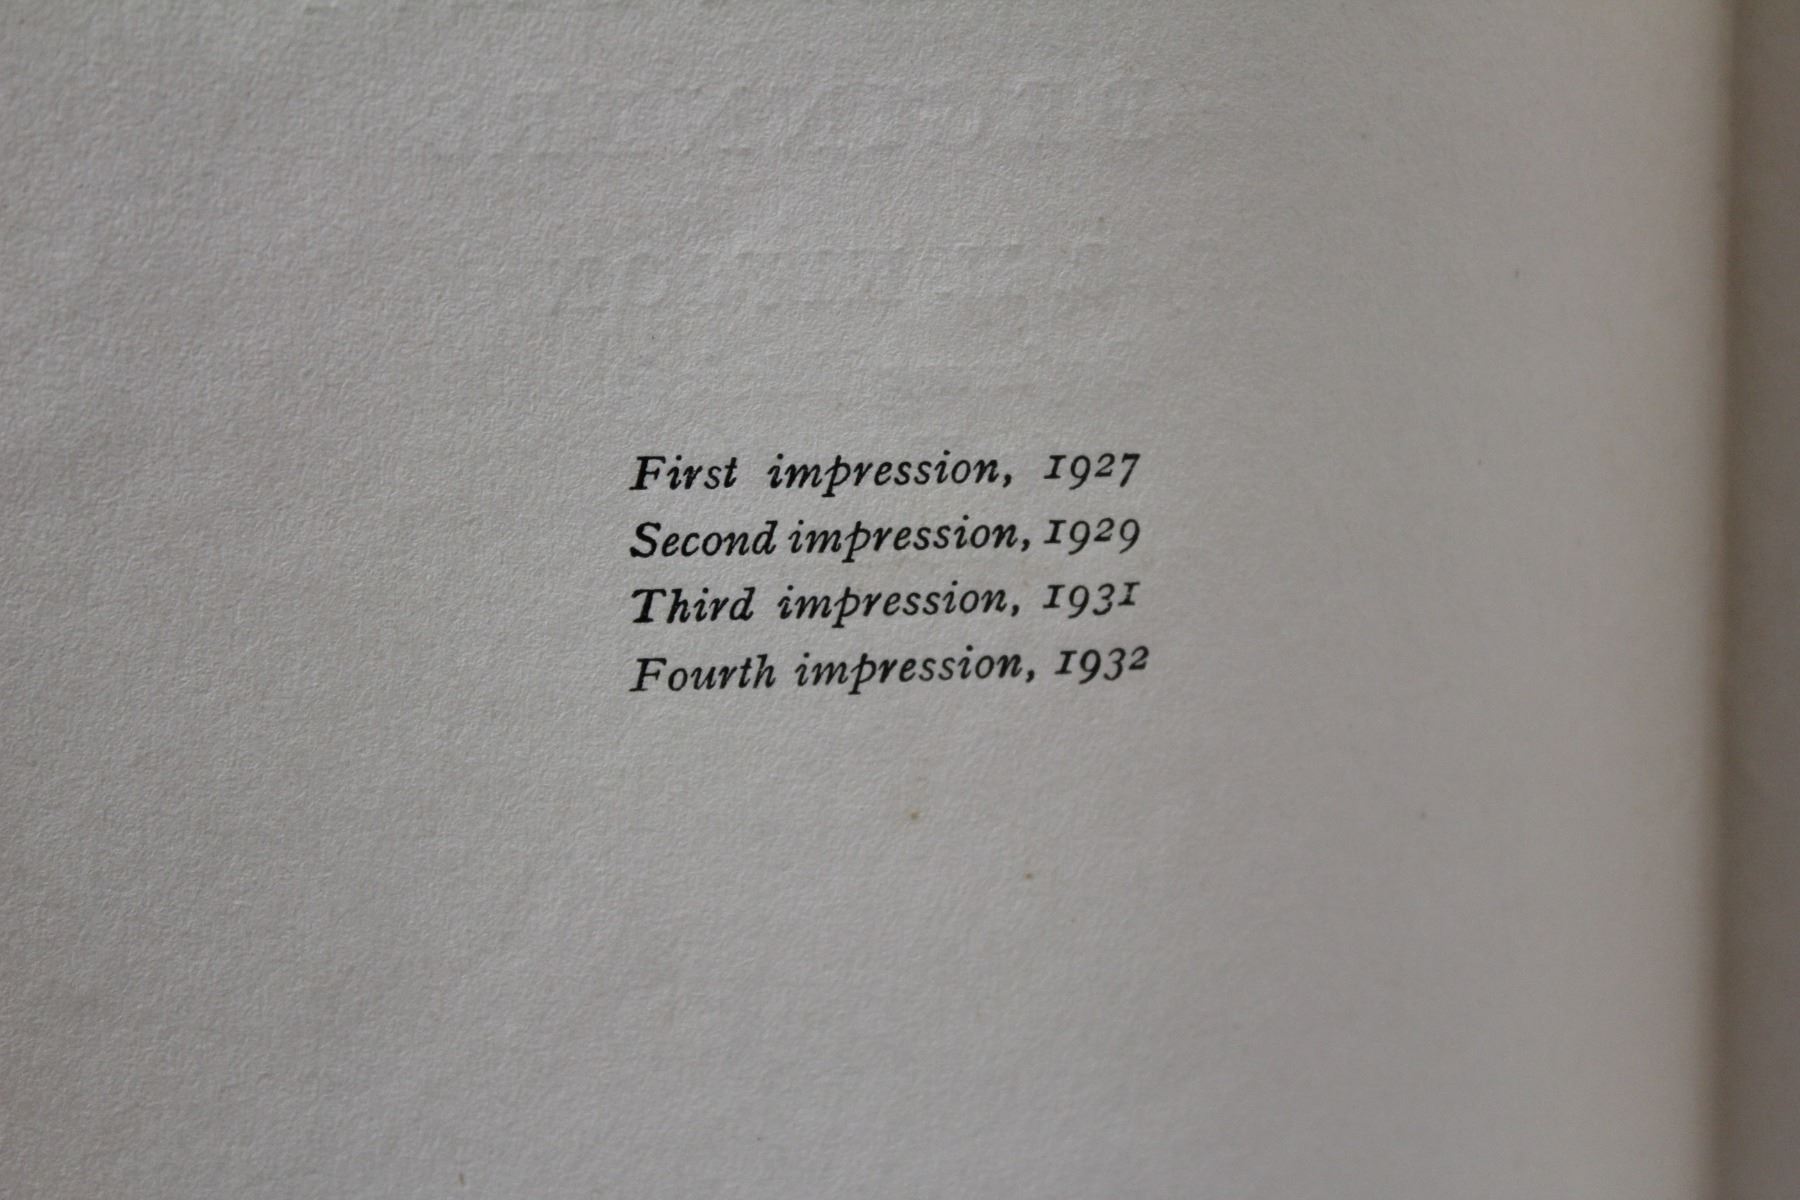 First impression, 1927
Second impression, 1929
Third impression, 1931
Fourth impression, 1932